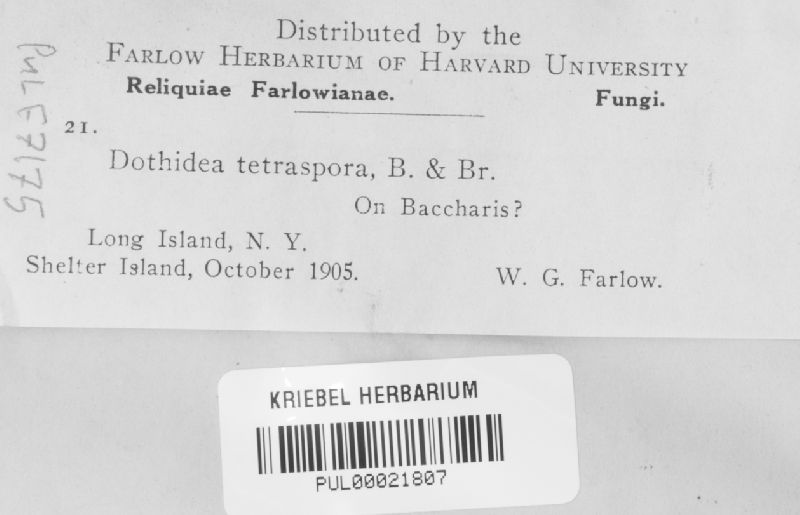 Distributed by the
FARLOW HERBARIUM OF HARVARD UNIVERSITY
Reliquiae Farlowianae. Fungi.
21.
Dothidea tetraspora, B. & Br.
On Baccharis?
Long Island, N. Y.
Shelter Island, October 1905. W. G. Farlow.
PUL F7175
KRIEBEL HERBARIUM
PUL00021807